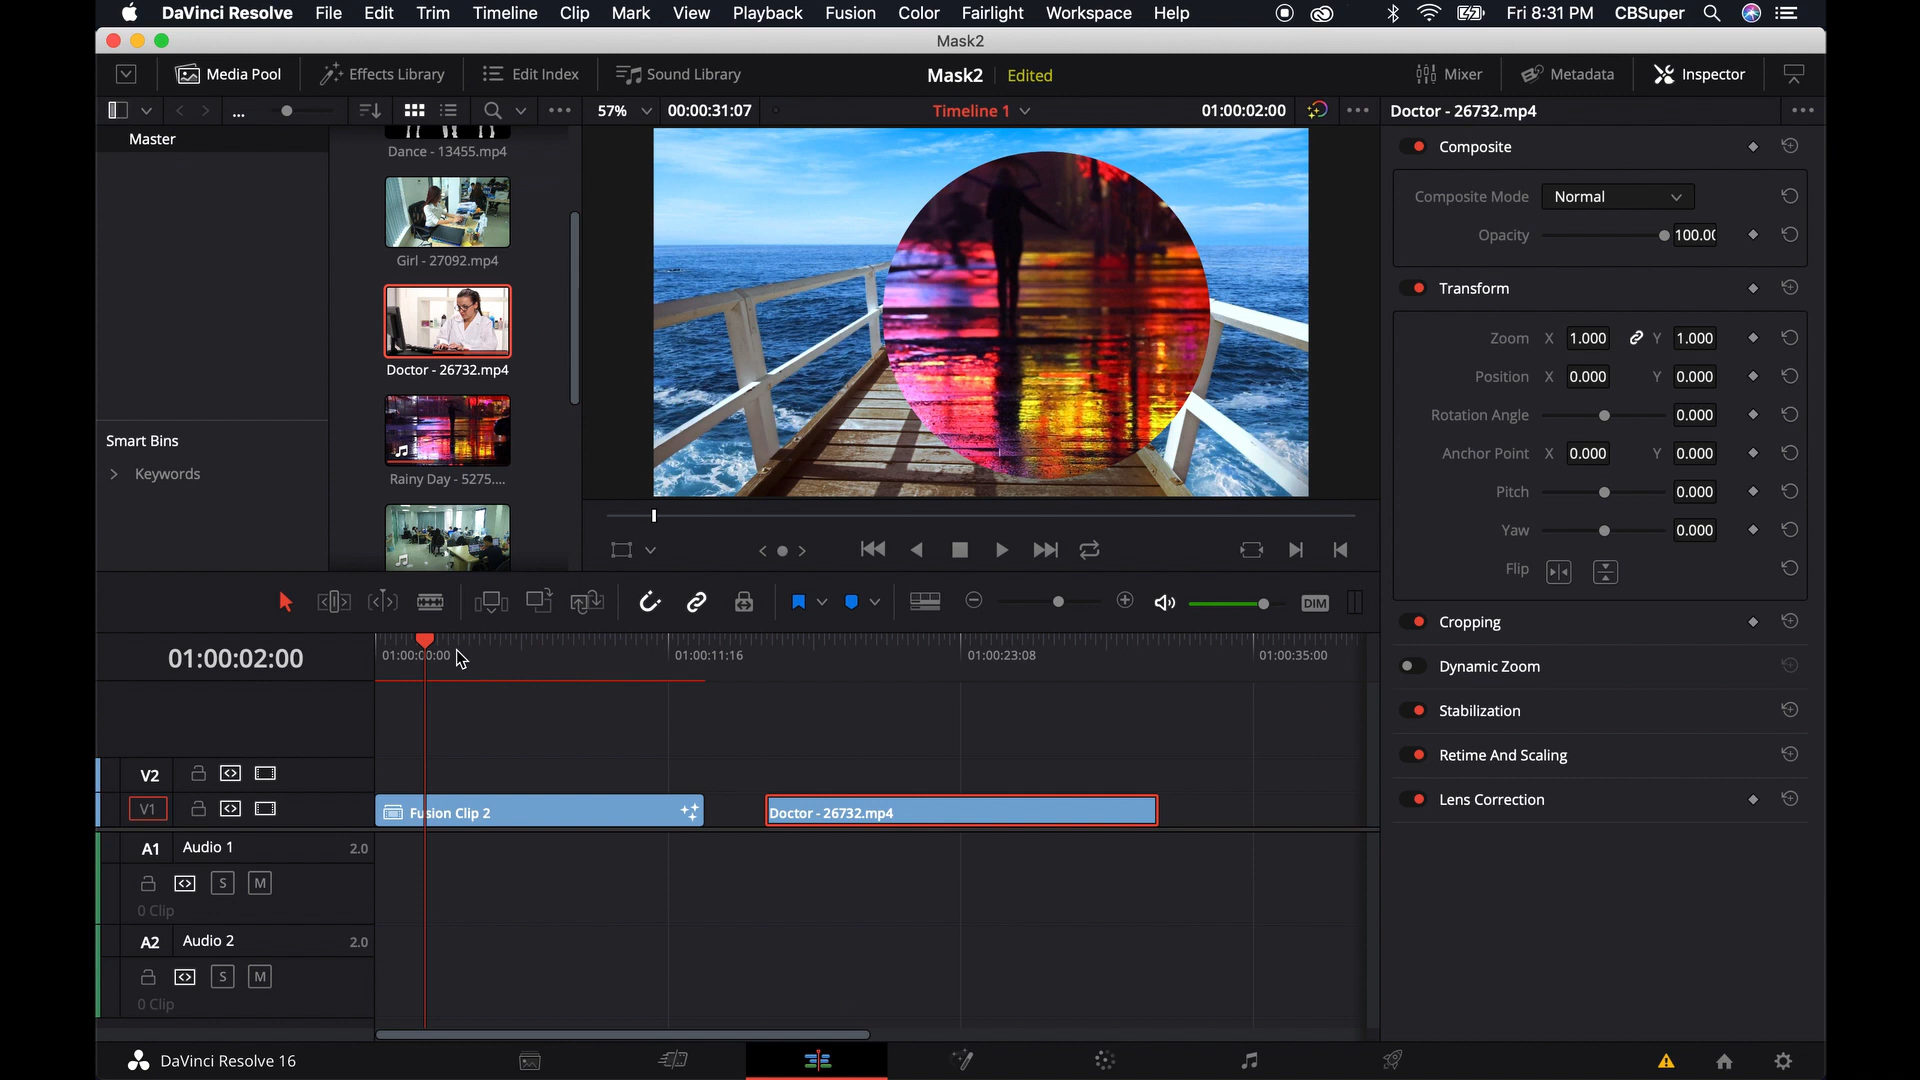 DaVinci Resolve File Edit Trim Timeline Clip Mark View Playback Fusion Color Fairlight Workspace Help Fri 8:31 PM CBSuper
Mask2
Media Pool Effects Library Edit Index Sound Library Mask2 Edited Mixer Metadata Inspector
... 57% 00:00:31:07 Timeline 1 01:00:02:00 Doctor - 26732.mp4
Master
Dance - 13455.mp4
Girl - 27092.mp4
Doctor - 26732.mp4
Rainy Day - 5275....
Smart Bins
Keywords
Composite
Composite Mode Normal
Opacity 100.00
Transform
Zoom X 1.000 Y 1.000
Position X 0.000 Y 0.000
Rotation Angle 0.000
Anchor Point X 0.000 Y 0.000
Pitch 0.000
Yaw 0.000
Flip
Cropping
Dynamic Zoom
Stabilization
Retime And Scaling
Lens Correction
DIM
01:00:02:00
01:00:00:00 01:00:11:16 01:00:23:08 01:00:35:00
V2
V1 Fusion Clip 2 Doctor - 26732.mp4
A1 Audio 1 2.0
S M
0 Clip
A2 Audio 2 2.0
S M
0 Clip
DaVinci Resolve 16